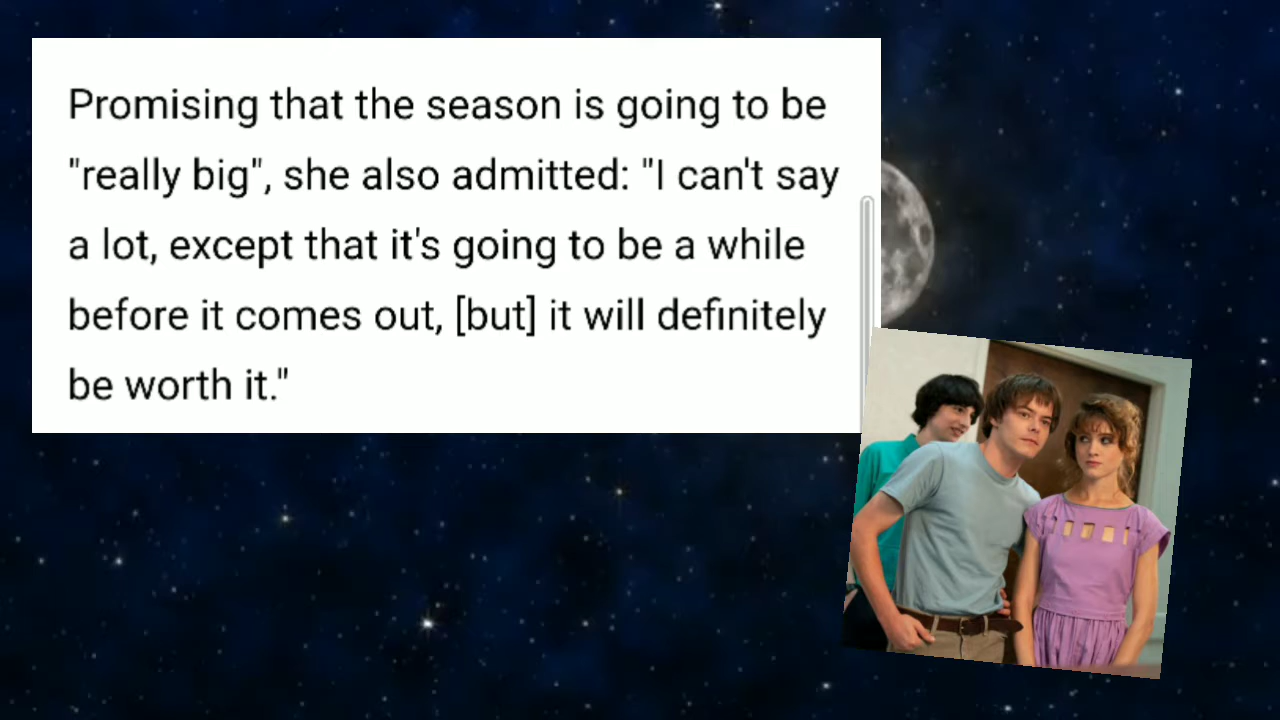 Promising that the season is going to be
"really big", she also admitted: "I can't say
a lot, except that it's going to be a while
before it comes out, [but] it will definitely
be worth it."